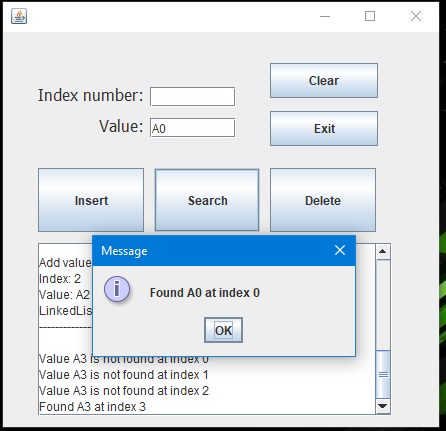 Index number:
Clear
Value:
A0
Exit
Insert
Search
Delete
Add value
Index: 2
Value: A2
LinkedLis
--------------
Message
Found A0 at index 0
OK
Value A3 is not found at index 0
Value A3 is not found at index 1
Value A3 is not found at index 2
Found A3 at index 3